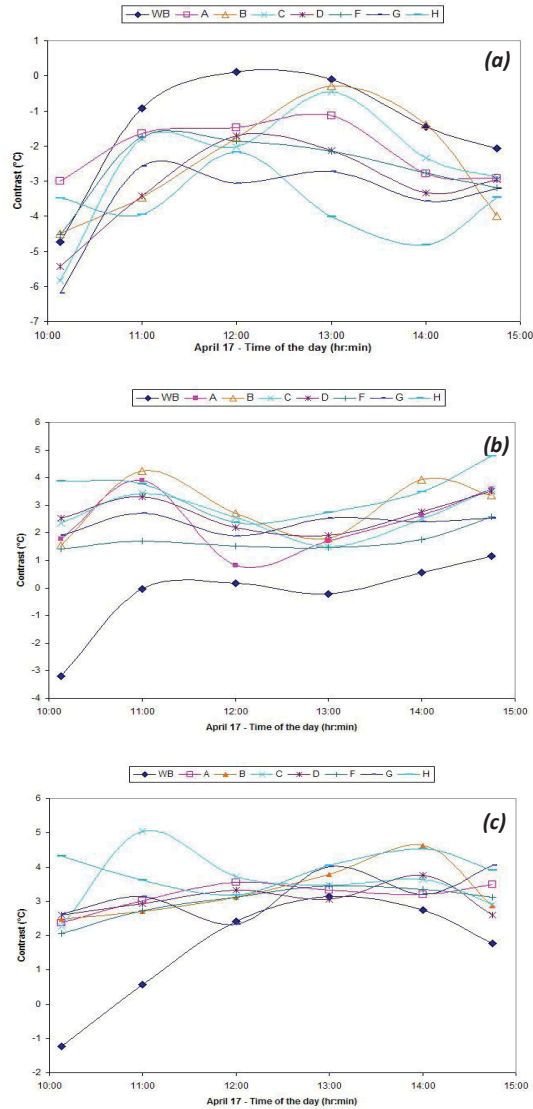 WB A B C D F G H
(a)
1
0
-1
-2
-3
-4
-5
-6
-7
Contrast (°C)
10:00 11:00 12:00 13:00 14:00 15:00
April 17 - Time of the day (hr:min)
WB A B C D F G H
(b)
6
5
4
3
2
1
0
-1
-2
-3
-4
Contrast (°C)
10:00 11:00 12:00 13:00 14:00 15:00
April 17 - Time of the day (hr:min)
WB A B C D F G H
(c)
6
5
4
3
2
1
0
-1
-2
Contrast (°C)
10:00 11:00 12:00 13:00 14:00 15:00
April 17 - Time of the day (hr:min)